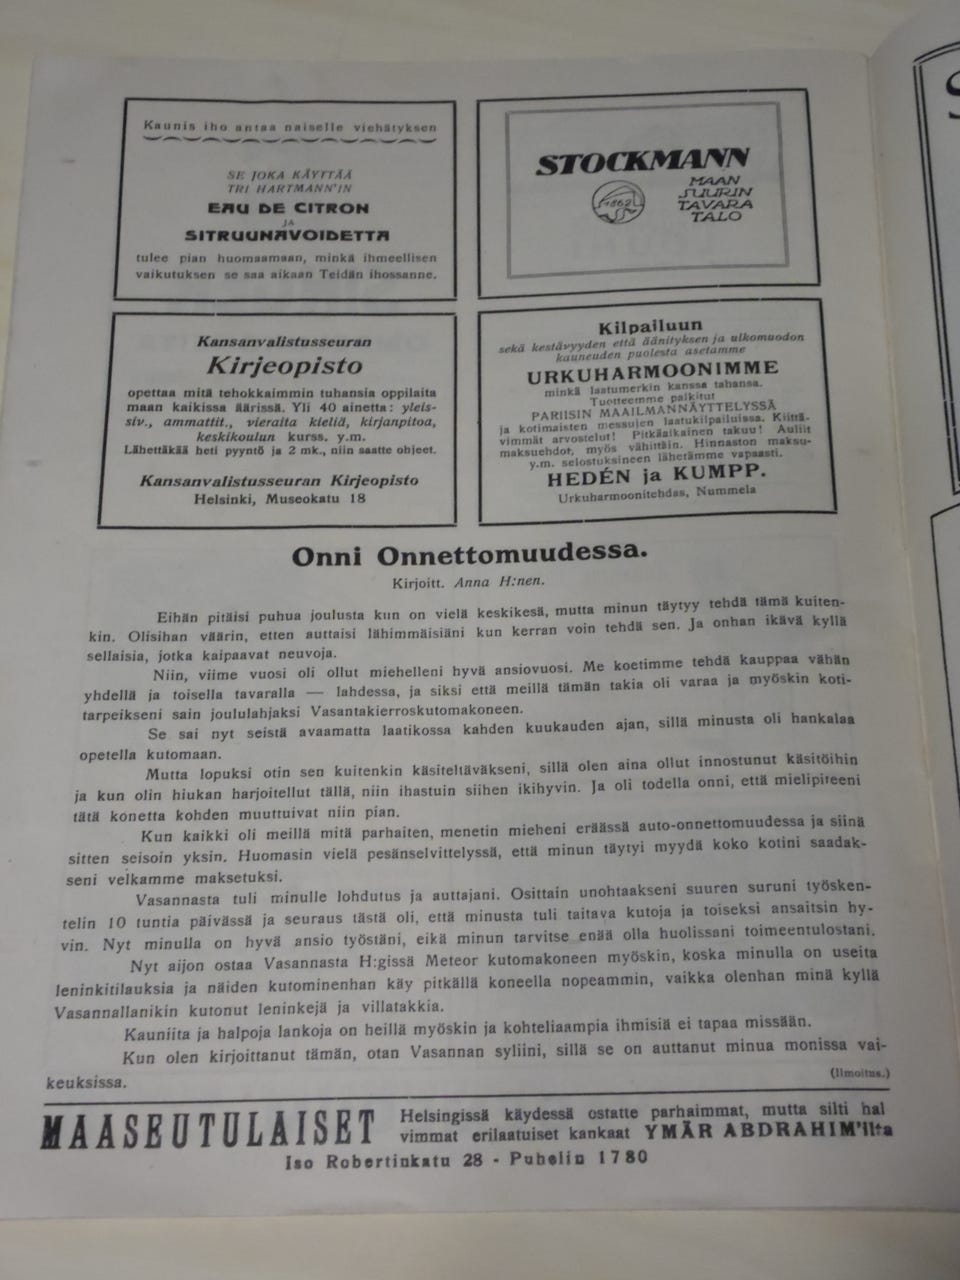 Kaunis iho antaa naiselle viehätyksen
SE JOKA KÄYTTÄÄ
TRI HARTMANN'IN
EAU DE CITRON
JA
SITRUUNAVOIDETTA
tulee pian huomaamaan, minkä ihmeellisen
vaikutuksen se saa aikaan Teidän ihossanne.
STOCKMANN
1862
MAAN
SUURIN
TAVARA
TALO
Kansanvalistusseuran
Kirjeopisto
opettaa mitä tehokkaimmin tuhansia oppilaita
maan kaikissa äärissä. Yli 40 ainetta: yleis-
siv., ammattit., vieraita kieliä, kirjanpitoa,
keskikoulun kurss. y.m.
Lähettäkää heti pyyntö ja 2 mk., niin saatte ohjeet.
Kansanvalistusseuran Kirjeopisto
Helsinki, Museokatu 18
Kilpailuun
sekä kestävyyden että äänityksen ja ulkomuodon
kauneuden puolesta asetamme
URKUHARMOONIMME
minkä laatumerkin kanssa tahansa.
Tuotteemme palkitut
PARIISIN MAAILMANNÄYTTELYSSÄ
ja kotimaisten messujen laatukilpailuissa. Kiittä-
vimmät arvostelut! Pitkäaikainen takuu! Auliit
maksuehdot, myös vähittäin. Hinnaston maksu-
y.m. selostuksineen lähetämme vapaasti.
HEDÉN ja KUMPP.
Urkuharmoonitehdas, Nummela
Onni Onnettomuudessa.
Kirjoitt. Anna H:nen.
Eihän pitäisi puhua joulusta kun on vielä keskikesä, mutta minun täytyy tehdä tämä kuiten-
kin. Olisihan väärin, etten auttaisi lähimmäisiäni kun kerran voin tehdä sen. Ja onhan ikävä kyllä
sellaisia, jotka kaipaavat neuvoja.
Niin, viime vuosi oli ollut miehelleni hyvä ansiovuosi. Me koetimme tehdä kauppaa vähän
yhdellä ja toisella tavaralla — lahdessa, ja siksi että meillä tämän takia oli varaa ja myöskin koti-
tarpeikseni sain joululahjaksi Vasantakierroskutomakoneen.
Se sai nyt seistä avaamatta laatikossa kahden kuukauden ajan, sillä minusta oli hankalaa
opetella kutomaan.
Mutta lopuksi otin sen kuitenkin käsiteltäväkseni, sillä olen aina ollut innostunut käsitöihin
ja kun olin hiukan harjoitellut tällä, niin ihastuin siihen ikihyvin. Ja oli todella onni, että mielipiteeni
tätä konetta kohden muuttuivat niin pian.
Kun kaikki oli meillä mitä parhaiten, menetin mieheni eräässä auto-onnettomuudessa ja siinä
sitten seisoin yksin. Huomasin vielä pesänselvittelyssä, että minun täytyi myydä koko kotini saadak-
seni velkamme maksetuksi.
Vasannasta tuli minulle lohdutus ja auttajani. Osittain unohtaakseni suuren suruni työsken-
telin 10 tuntia päivässä ja seuraus tästä oli, että minusta tuli taitava kutoja ja toiseksi ansaitsin hy-
vin. Nyt minulla on hyvä ansio työstäni, eikä minun tarvitse enää olla huolissani toimeentulostani.
Nyt aijon ostaa Vasannasta H:gissä Meteor kutomakoneen myöskin, koska minulla on useita
leninkitilauksia ja näiden kutominenhan käy pitkällä koneella nopeammin, vaikka olenhan minä kyllä
Vasannallanikin kutonut leninkejä ja villatakkia.
Kauniita ja halpoja lankoja on heillä myöskin ja kohteliaampia ihmisiä ei tapaa missään.
Kun olen kirjoittanut tämän, otan Vasannan syliini, sillä se on auttanut minua monissa vai-
keuksissa.
(Ilmoitus.)
MAASEUTULAISET
Helsingissä käydessä ostatte parhaimmat, mutta silti hal
vimmat erilaatuiset kankaat YMÄR ABDRAHIM'ilta
Iso Robertinkatu 28 - Puhelin 1780
S